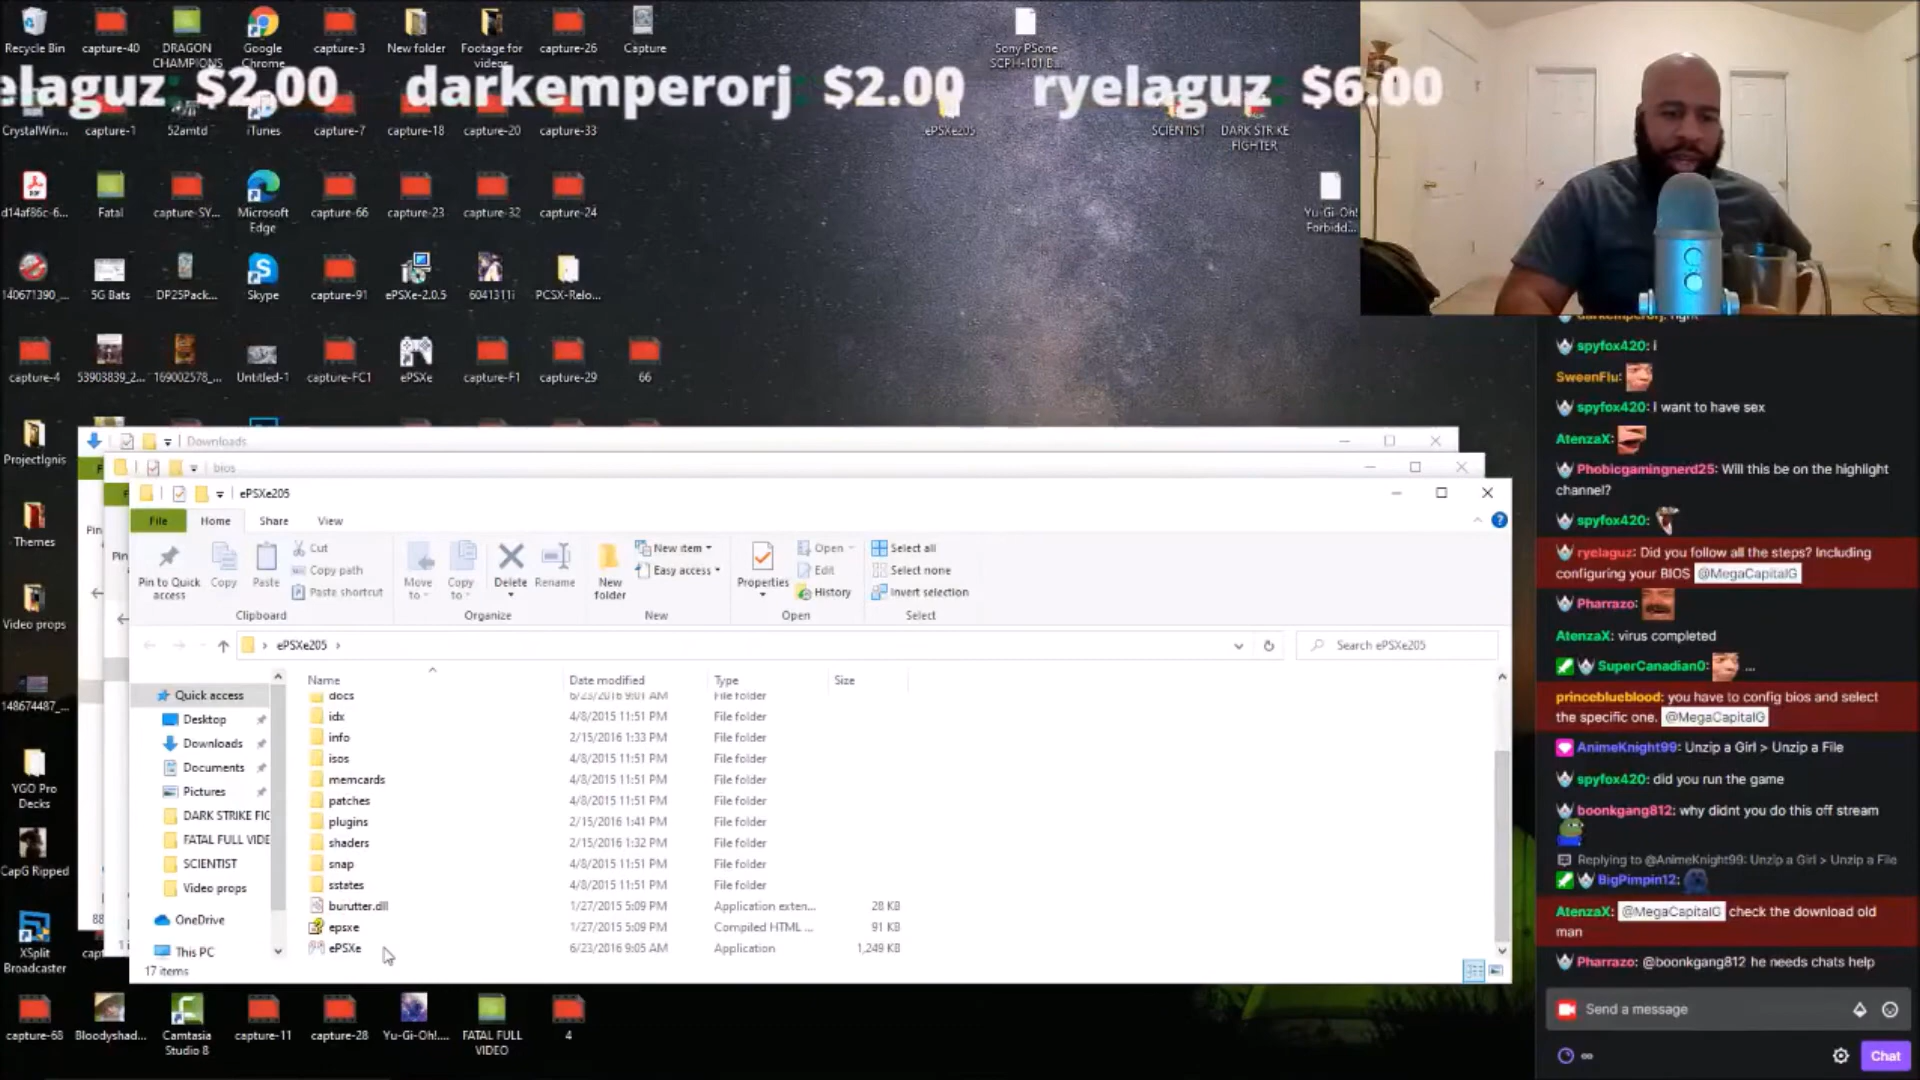 Recycle Bin
capture-40
DRAGON CHAMPIONS
Google Chrome
capture-3
New folder
Footage for videos
capture-26
Capture
Sony PSone SCPH-101 B...
elaguz $2.00 darkemperorj $2.00 ryelaguz $6.00
CrystalWin...
capture-1
52amtd
iTunes
capture-7
capture-18
capture-20
capture-33
ePSXe205
SCIENTIST
DARK STRIKE FIGHTER
d14af86c-6...
Fatal
capture-SY...
Microsoft Edge
capture-66
capture-23
capture-32
capture-24
Yu-Gi-Oh! Forbidd...
140671390_...
5G Bats
DP25Pack...
Skype
capture-91
ePSXe-2.0.5
6041311i
PCSX-Relo...
capture-4
53903839_2...
169002578_...
Untitled-1
capture-FC1
ePSXe
capture-F1
capture-29
66
ProjectIgnis
Themes
Video props
148674487_...
YGO Pro Decks
CapG Ripped
XSplit Broadcaster
capture-68
Bloodyshad...
Camtasia Studio 8
capture-11
capture-28
Yu-Gi-Oh!....
FATAL FULL VIDEO
4
Downloads
bios
ePSXe205
File
Home
Share
View
Pin to Quick access
Copy
Paste
Cut
Copy path
Paste shortcut
Clipboard
Move to
Copy to
Delete
Rename
Organize
New folder
New item
Easy access
New
Properties
Open
Edit
History
Open
Select all
Select none
Invert selection
Select
ePSXe205
Search ePSXe205
Quick access
Desktop
Downloads
Documents
Pictures
DARK STRIKE FIG
FATAL FULL VIDE
SCIENTIST
Video props
OneDrive
This PC
Name Date modified Type Size
docs 6/23/2016 9:01 AM File folder
idx 4/8/2015 11:51 PM File folder
info 2/15/2016 1:33 PM File folder
isos 4/8/2015 11:51 PM File folder
memcards 4/8/2015 11:51 PM File folder
patches 4/8/2015 11:51 PM File folder
plugins 2/15/2016 1:41 PM File folder
shaders 2/15/2016 1:32 PM File folder
snap 4/8/2015 11:51 PM File folder
sstates 4/8/2015 11:51 PM File folder
burutter.dll 1/27/2015 5:09 PM Application exten... 28 KB
epsxe 1/27/2015 5:09 PM Compiled HTML ... 91 KB
ePSXe 6/23/2016 9:05 AM Application 1,249 KB
17 items
darkemperorj: right
spyfox420: i
SweenFlu:
spyfox420: I want to have sex
AtenzaX:
Phobicgamingnerd25: Will this be on the highlight
channel?
spyfox420:
ryelaguz: Did you follow all the steps? Including
configuring your BIOS @MegaCapitalG
Pharrazo:
AtenzaX: virus completed
SuperCanadian0: ...
princeblueblood: you have to config bios and select
the specific one. @MegaCapitalG
AnimeKnight99: Unzip a Girl > Unzip a File
spyfox420: did you run the game
boonkgang812: why didnt you do this off stream
Replying to @AnimeKnight99: Unzip a Girl > Unzip a File
BigPimpin12:
AtenzaX: @MegaCapitalG check the download old
man
Pharrazo: @boonkgang812 he needs chats help
Send a message
Chat